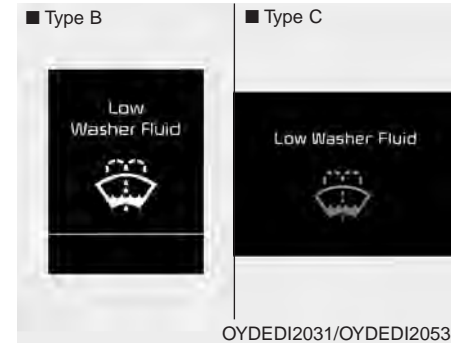 ■ Type B
■ Type C
Low
Washer Fluid
Low Washer Fluid
OYDEDI2031/OYDEDI2053